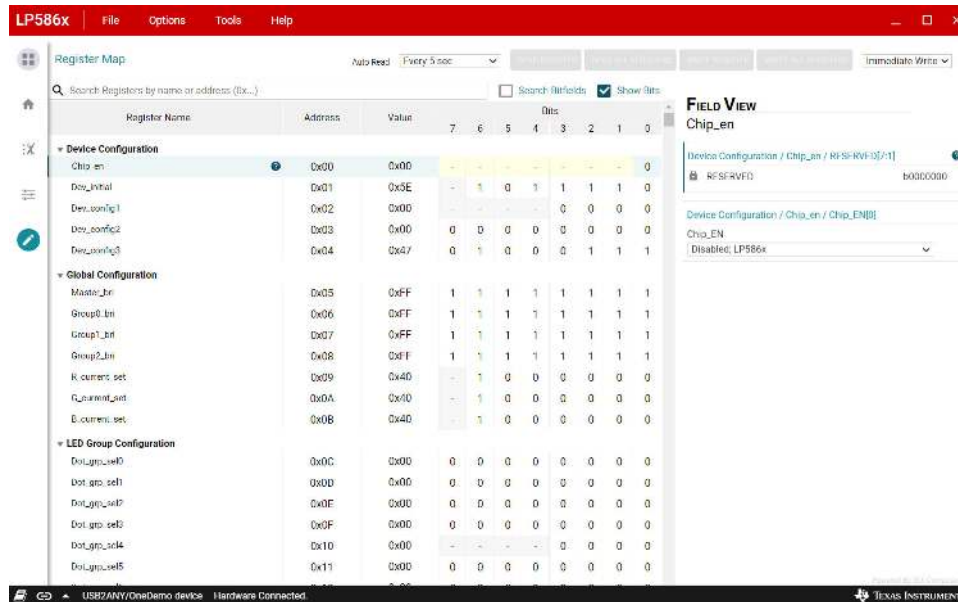 LP586x File Options Tools Help
Register Map Auto Read Every 5 sec Immediate Write
Search Registers by name or address (0x...) Search Bitfields Show Bits
Register Name Address Value Bits
7 6 5 4 3 2 1 0
Device Configuration
Chip_en 0x00 0x00 - - - - - - - 0
Dev_initial 0x01 0x5E - 1 0 1 1 1 1 0
Dev_config1 0x02 0x00 - - - - 0 0 0 0
Dev_config2 0x03 0x00 0 0 0 0 0 0 0 0
Dev_config3 0x04 0x47 0 1 0 0 0 1 1 1
Global Configuration
Master_bri 0x05 0xFF 1 1 1 1 1 1 1 1
Group0_bri 0x06 0xFF 1 1 1 1 1 1 1 1
Group1_bri 0x07 0xFF 1 1 1 1 1 1 1 1
Group2_bri 0x08 0xFF 1 1 1 1 1 1 1 1
R_current_set 0x09 0x40 - 1 0 0 0 0 0 0
G_current_set 0x0A 0x40 - 1 0 0 0 0 0 0
B_current_set 0x0B 0x40 - 1 0 0 0 0 0 0
LED Group Configuration
Dot_grp_sel0 0x0C 0x00 0 0 0 0 0 0 0 0
Dot_grp_sel1 0x0D 0x00 0 0 0 0 0 0 0 0
Dot_grp_sel2 0x0E 0x00 0 0 0 0 0 0 0 0
Dot_grp_sel3 0x0F 0x00 0 0 0 0 0 0 0 0
Dot_grp_sel4 0x10 0x00 - - - - 0 0 0 0
Dot_grp_sel5 0x11 0x00 0 0 0 0 0 0 0 0
FIELD VIEW
Chip_en
Device Configuration / Chip_en / RESERVED[7:1]
RESERVED b0000000
Device Configuration / Chip_en / Chip_EN[0]
Chip_EN
Disabled; LP586x
USB2ANY/OneDemo device Hardware Connected. TEXAS INSTRUMENTS